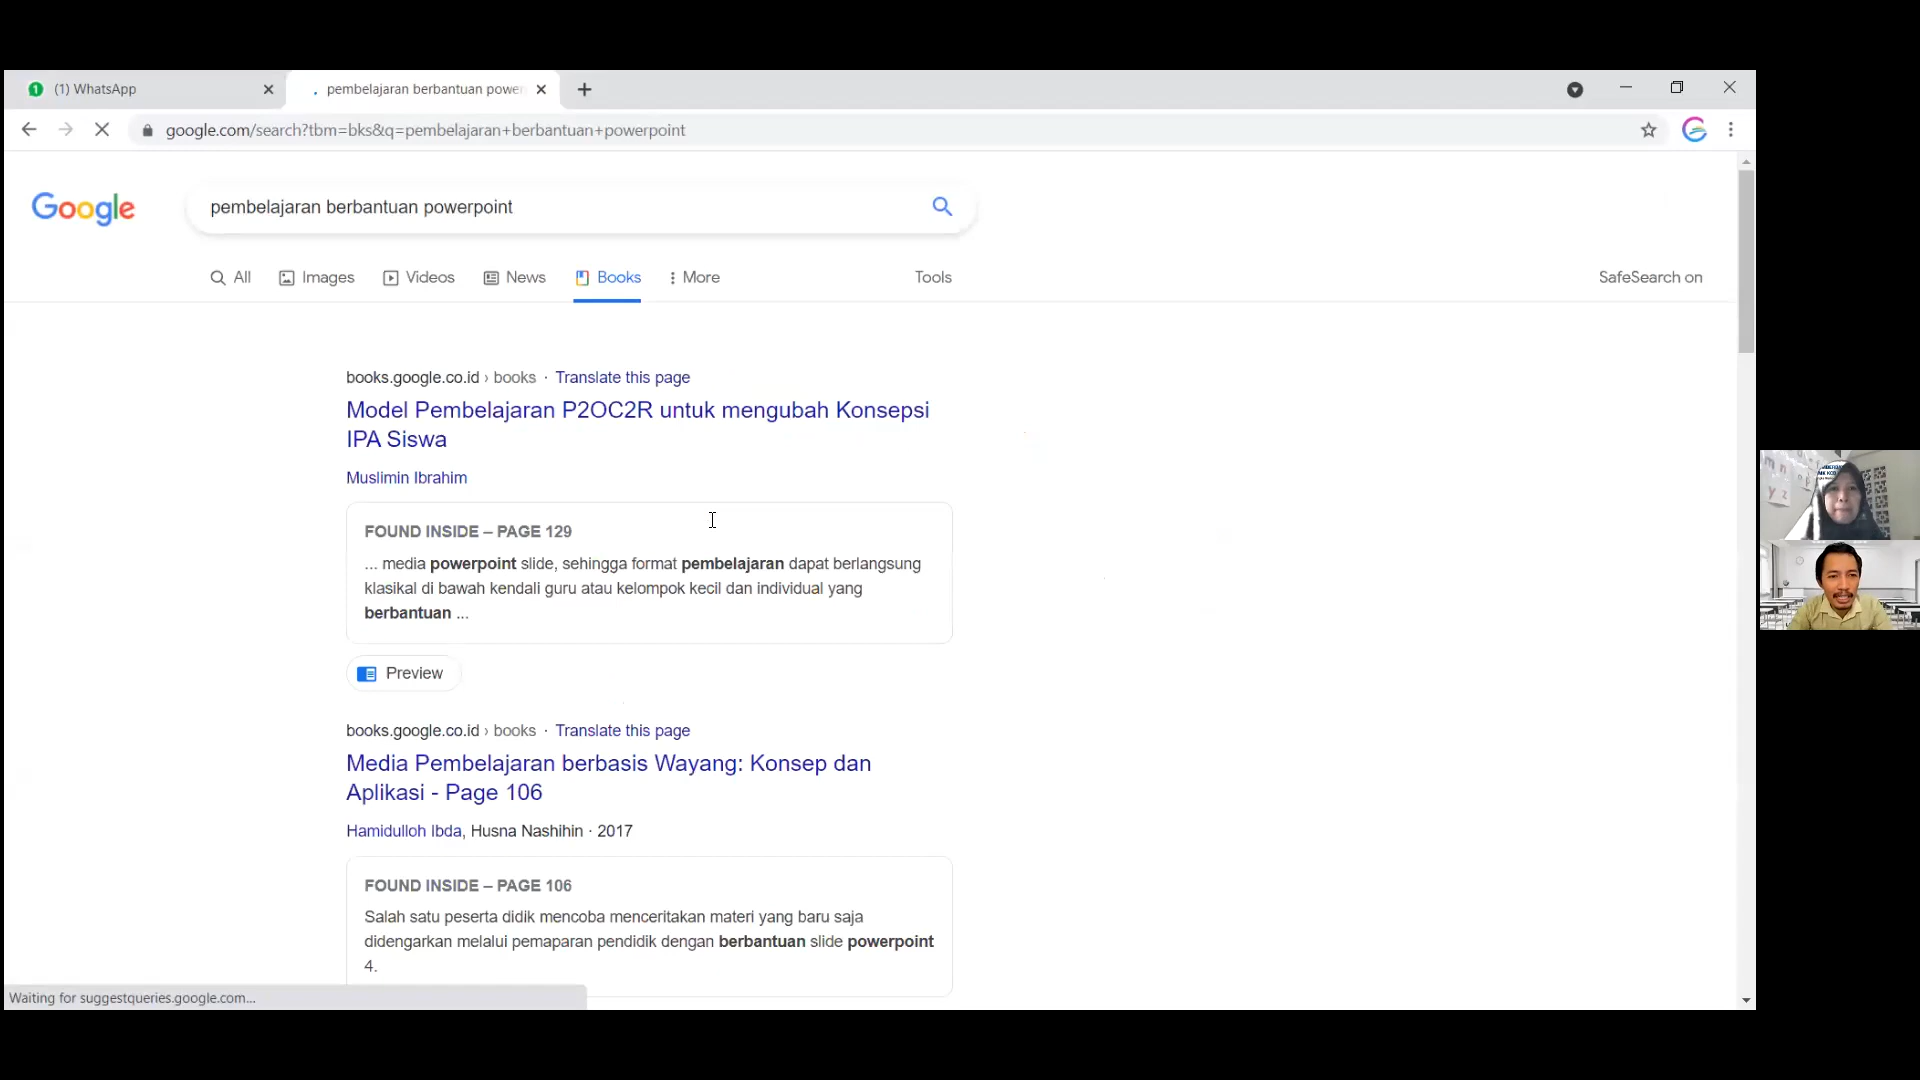 (1) WhatsApp
pembelajaran berbantuan power
google.com/search?tbm=bks&q=pembelajaran+berbantuan+powerpoint
Google
pembelajaran berbantuan powerpoint
All Images Videos News Books More Tools SafeSearch on
books.google.co.id › books · Translate this page
Model Pembelajaran P2OC2R untuk mengubah Konsepsi
IPA Siswa
Muslimin Ibrahim
FOUND INSIDE – PAGE 129
... media powerpoint slide, sehingga format pembelajaran dapat berlangsung
klasikal di bawah kendali guru atau kelompok kecil dan individual yang
berbantuan ...
Preview
books.google.co.id › books · Translate this page
Media Pembelajaran berbasis Wayang: Konsep dan
Aplikasi - Page 106
Hamidulloh Ibda, Husna Nashihin · 2017
FOUND INSIDE – PAGE 106
Salah satu peserta didik mencoba menceritakan materi yang baru saja
didengarkan melalui pemaparan pendidik dengan berbantuan slide powerpoint
4.
Waiting for suggestqueries.google.com...